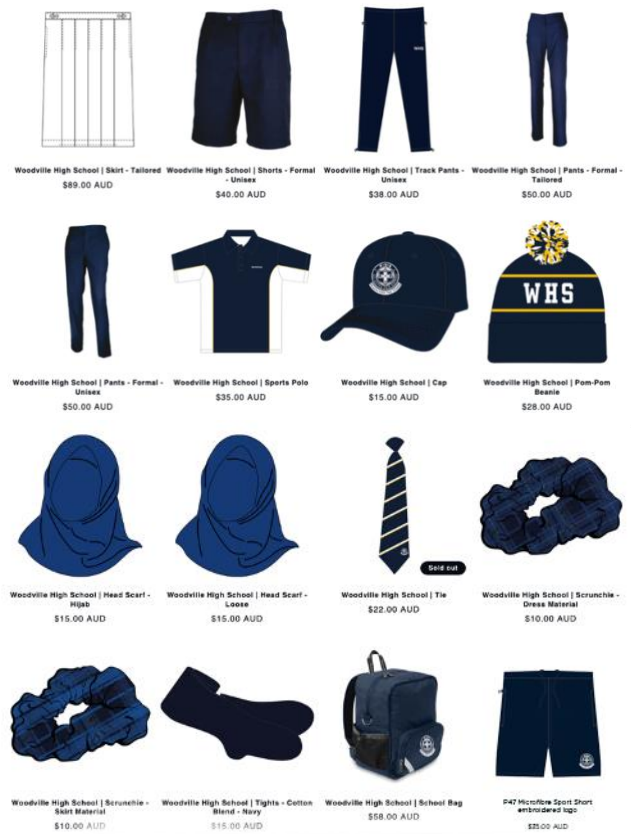 WHS
Woodville High School | Skirt - Tailored
$89.00 AUD
Woodville High School | Shorts - Formal
- Unisex
$40.00 AUD
Woodville High School | Track Pants -
Unisex
$38.00 AUD
Woodville High School | Pants - Formal -
Tailored
$50.00 AUD
Woodville High School | Pants - Formal -
Unisex
$50.00 AUD
Woodville High School | Sports Polo
$35.00 AUD
Woodville High School | Cap
$15.00 AUD
WHS
Woodville High School | Pom-Pom
Beanie
$28.00 AUD
Woodville High School | Head Scarf -
Hijab
$15.00 AUD
Woodville High School | Head Scarf -
Loose
$15.00 AUD
Sold out
Woodville High School | Tie
$22.00 AUD
Woodville High School | Scrunchie -
Dress Material
$10.00 AUD
Woodville High School | Scrunchie -
Skirt Material
$10.00 AUD
Woodville High School | Tights - Cotton
Blend - Navy
$15.00 AUD
Woodville High School | School Bag
$58.00 AUD
P47 Microfibre Sport Short
embroidered logo
$35.00 AUD